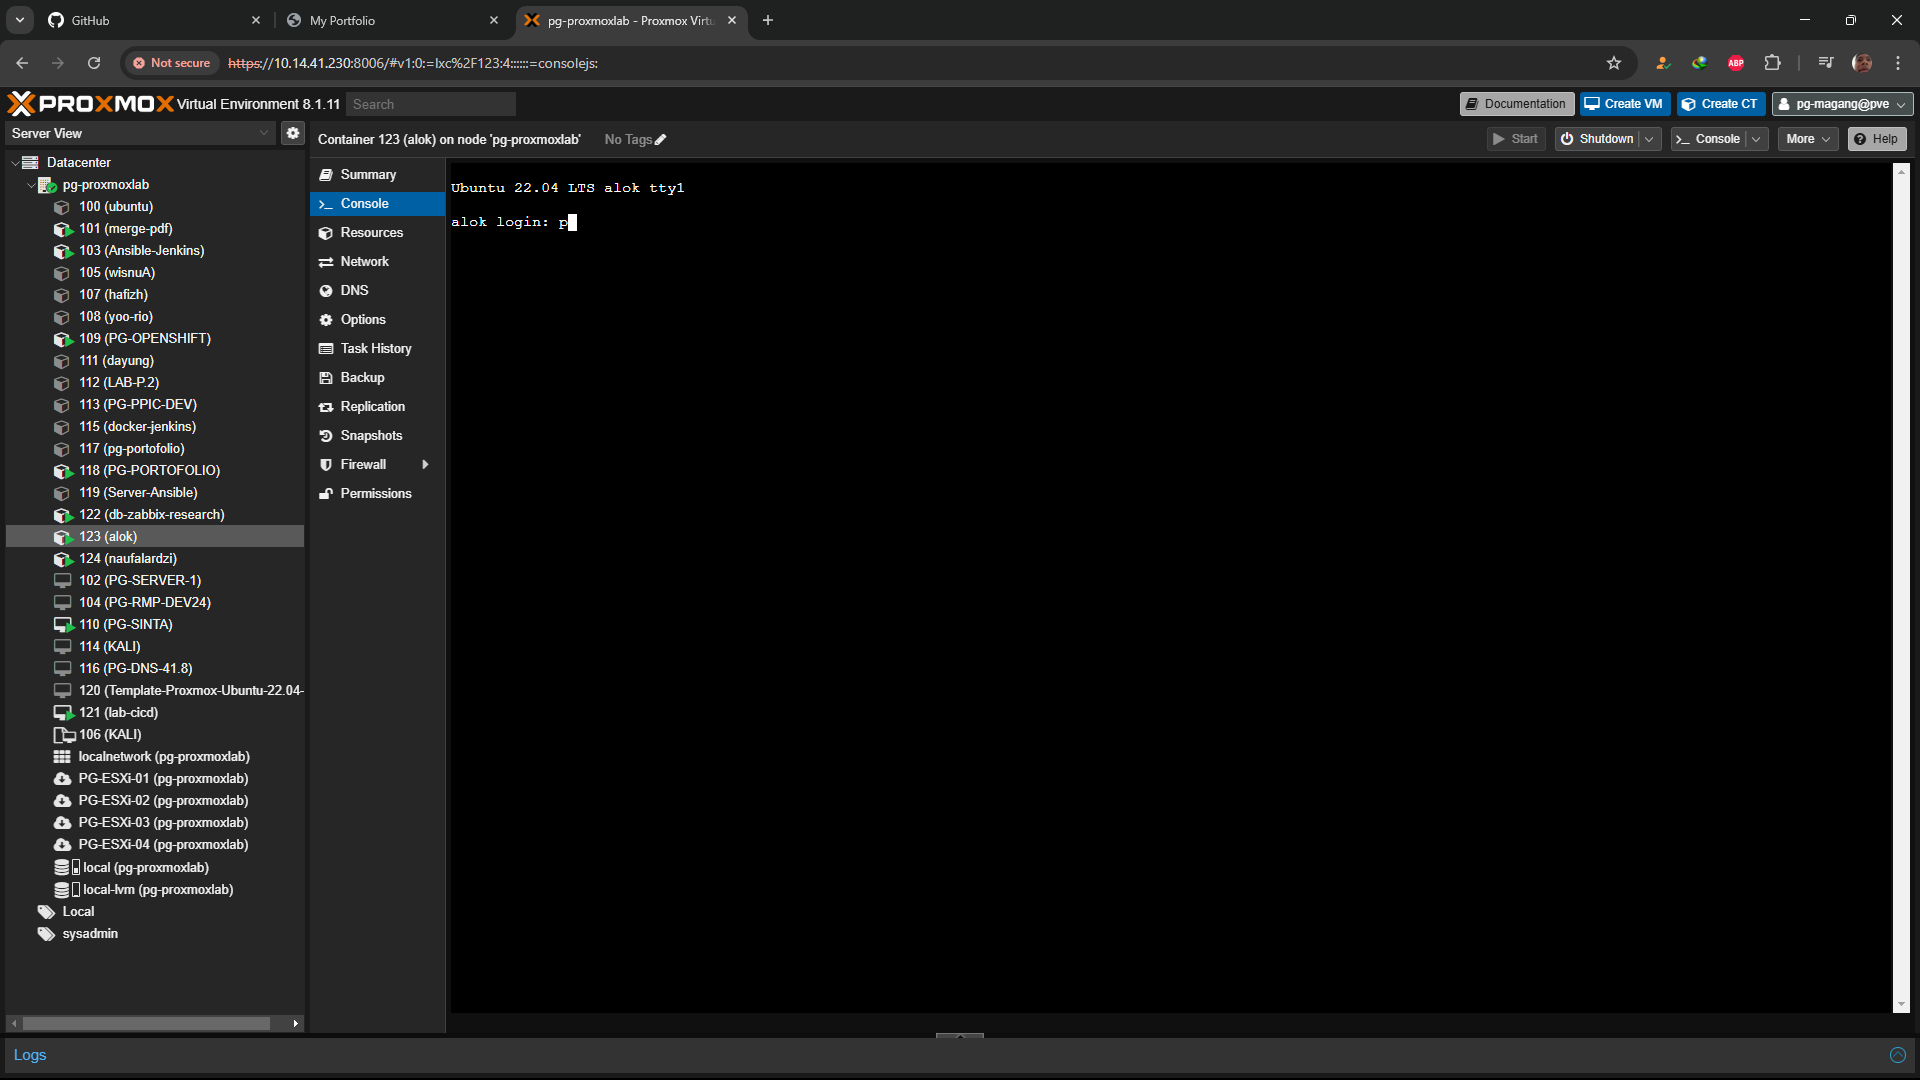 GitHub
My Portfolio
pg-proxmoxlab - Proxmox Virtu
Not secure
https://10.14.41.230:8006/#v1:0:=lxc%2F123:4::::::=consolejs:
ABP
PROXMOX Virtual Environment 8.1.11
Search
Documentation
Create VM
Create CT
pg-magang@pve
Server View
Container 123 (alok) on node 'pg-proxmoxlab'
No Tags
Start
Shutdown
Console
More
Help
Datacenter
pg-proxmoxlab
100 (ubuntu)
101 (merge-pdf)
103 (Ansible-Jenkins)
105 (wisnuA)
107 (hafizh)
108 (yoo-rio)
109 (PG-OPENSHIFT)
111 (dayung)
112 (LAB-P.2)
113 (PG-PPIC-DEV)
115 (docker-jenkins)
117 (pg-portofolio)
118 (PG-PORTOFOLIO)
119 (Server-Ansible)
122 (db-zabbix-research)
123 (alok)
124 (naufalardzi)
102 (PG-SERVER-1)
104 (PG-RMP-DEV24)
110 (PG-SINTA)
114 (KALI)
116 (PG-DNS-41.8)
120 (Template-Proxmox-Ubuntu-22.04-
121 (lab-cicd)
106 (KALI)
localnetwork (pg-proxmoxlab)
PG-ESXi-01 (pg-proxmoxlab)
PG-ESXi-02 (pg-proxmoxlab)
PG-ESXi-03 (pg-proxmoxlab)
PG-ESXi-04 (pg-proxmoxlab)
local (pg-proxmoxlab)
local-lvm (pg-proxmoxlab)
Local
sysadmin
Summary
Console
Resources
Network
DNS
Options
Task History
Backup
Replication
Snapshots
Firewall
Permissions
Ubuntu 22.04 LTS alok tty1
alok login: p
Logs